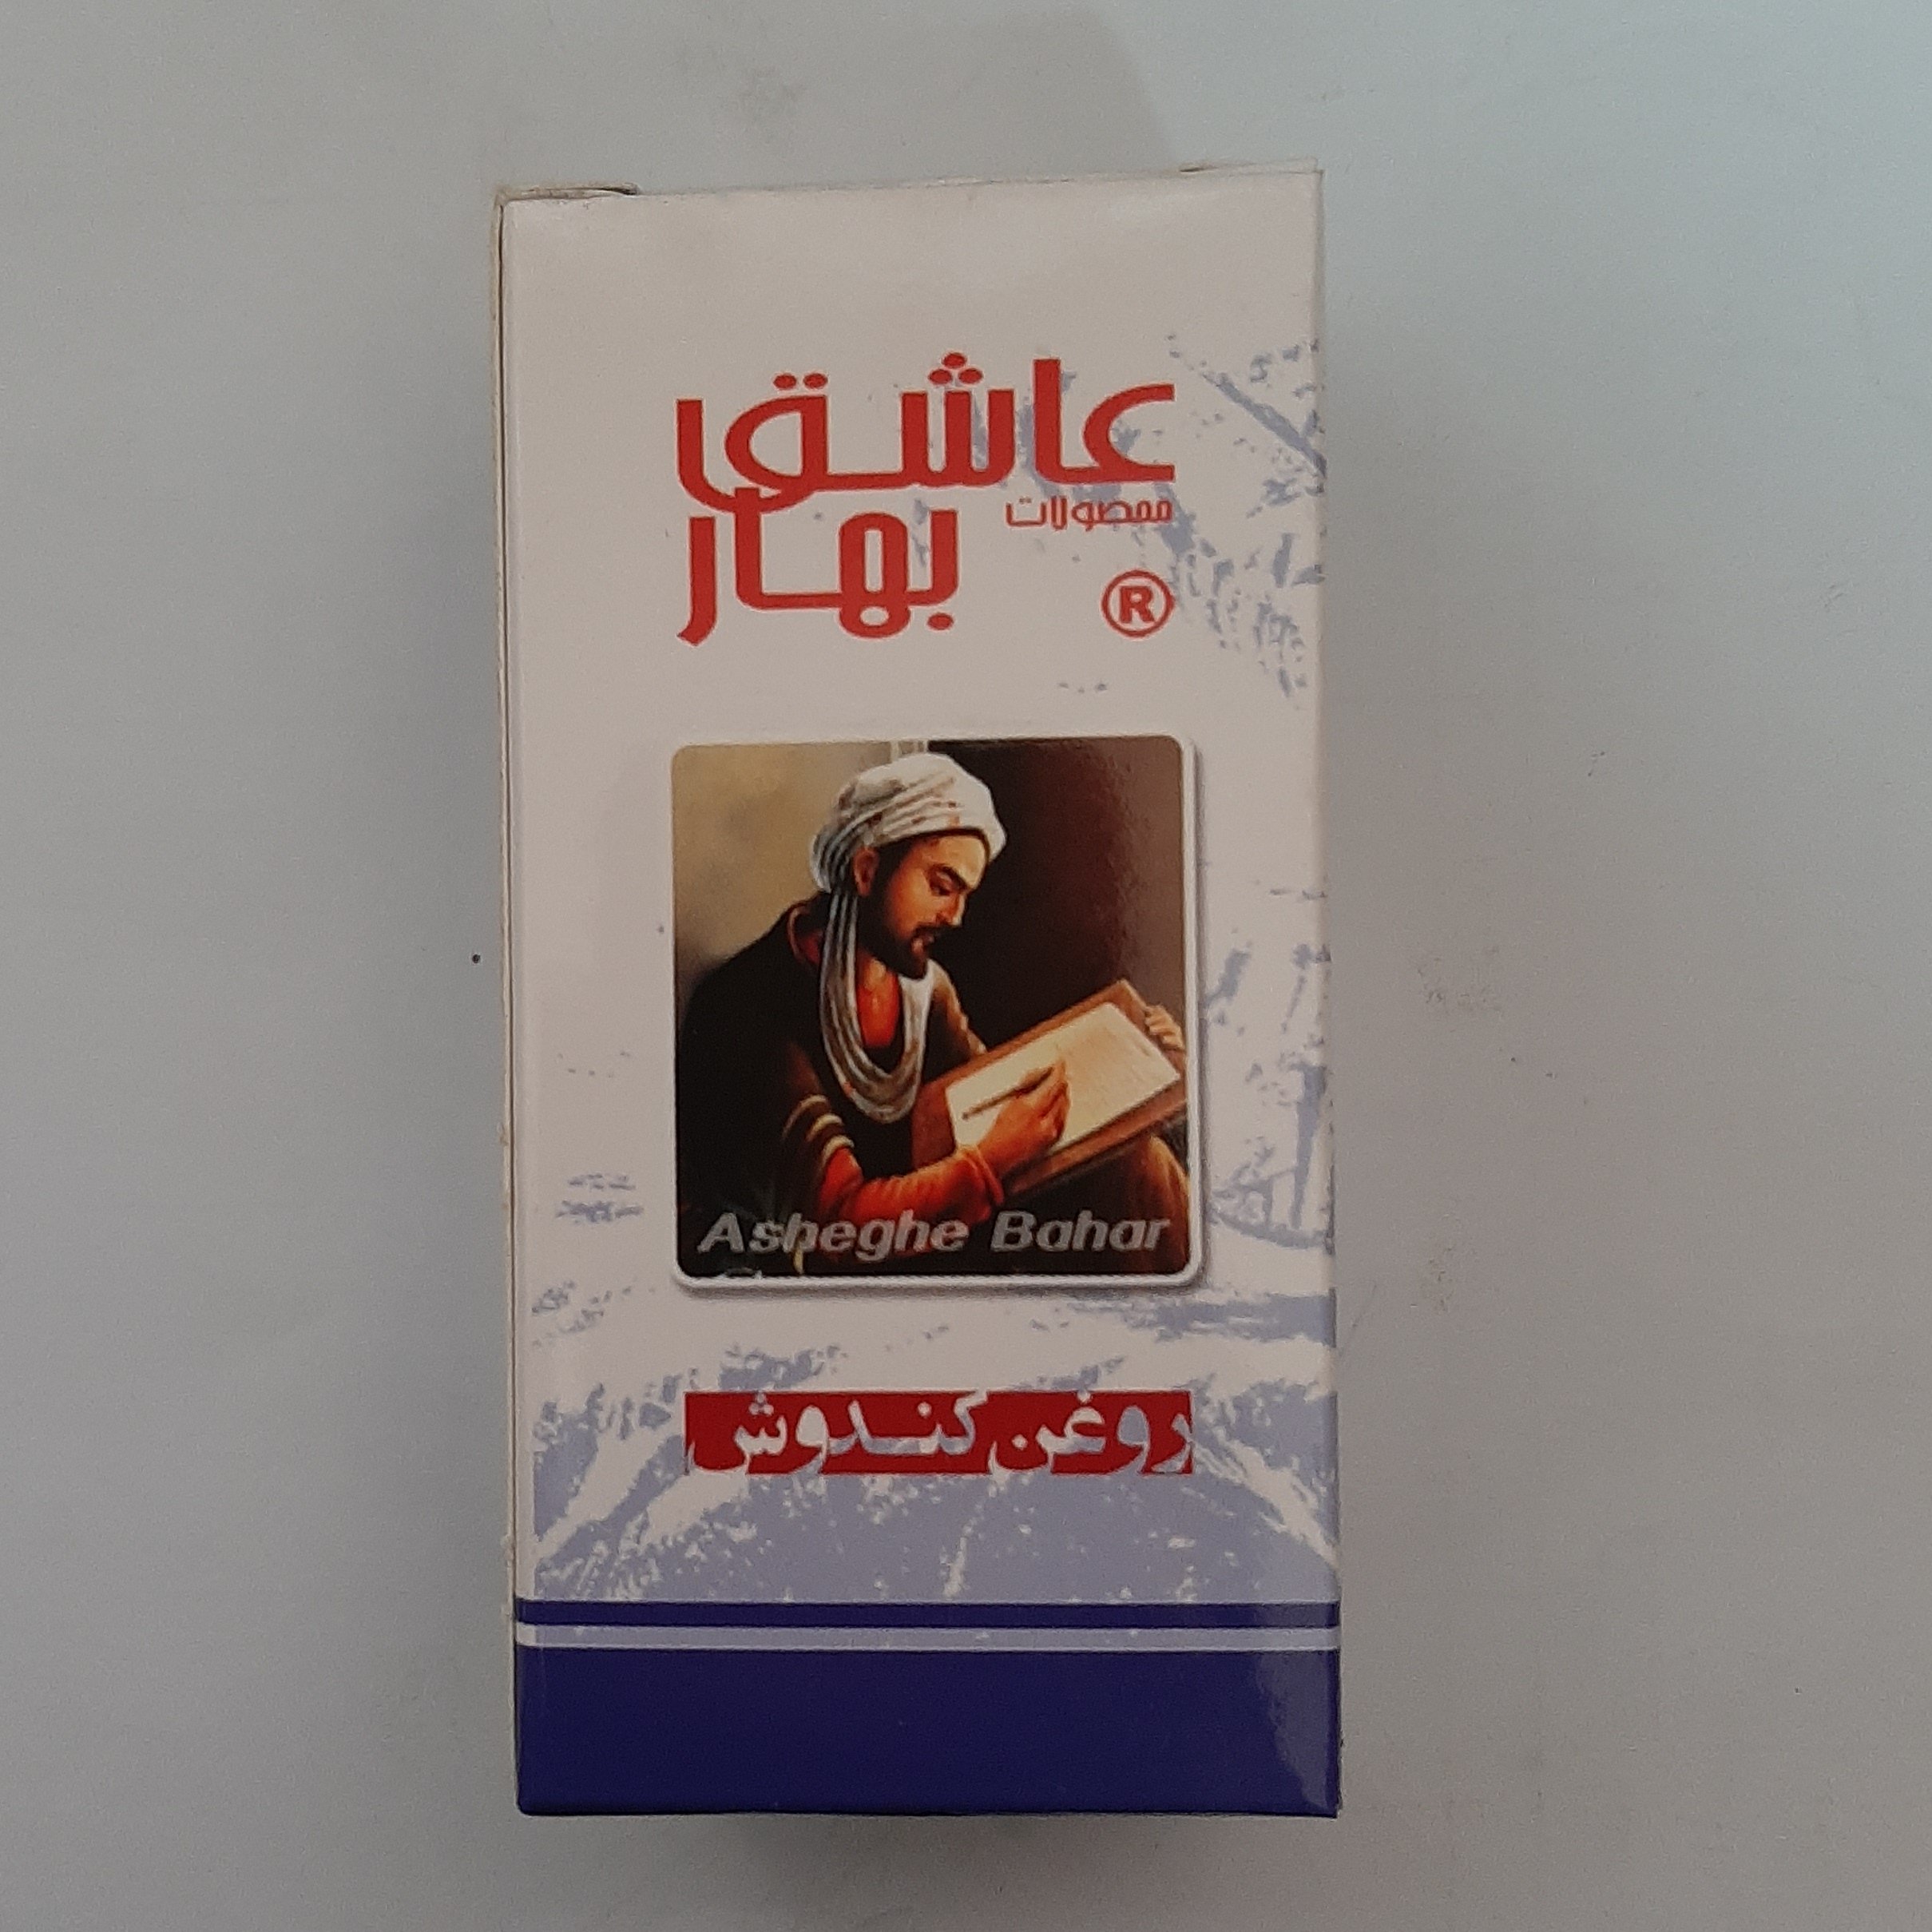 عاشق
محصولات
بهار
®
Asheghe Bahar
روغن کندوش